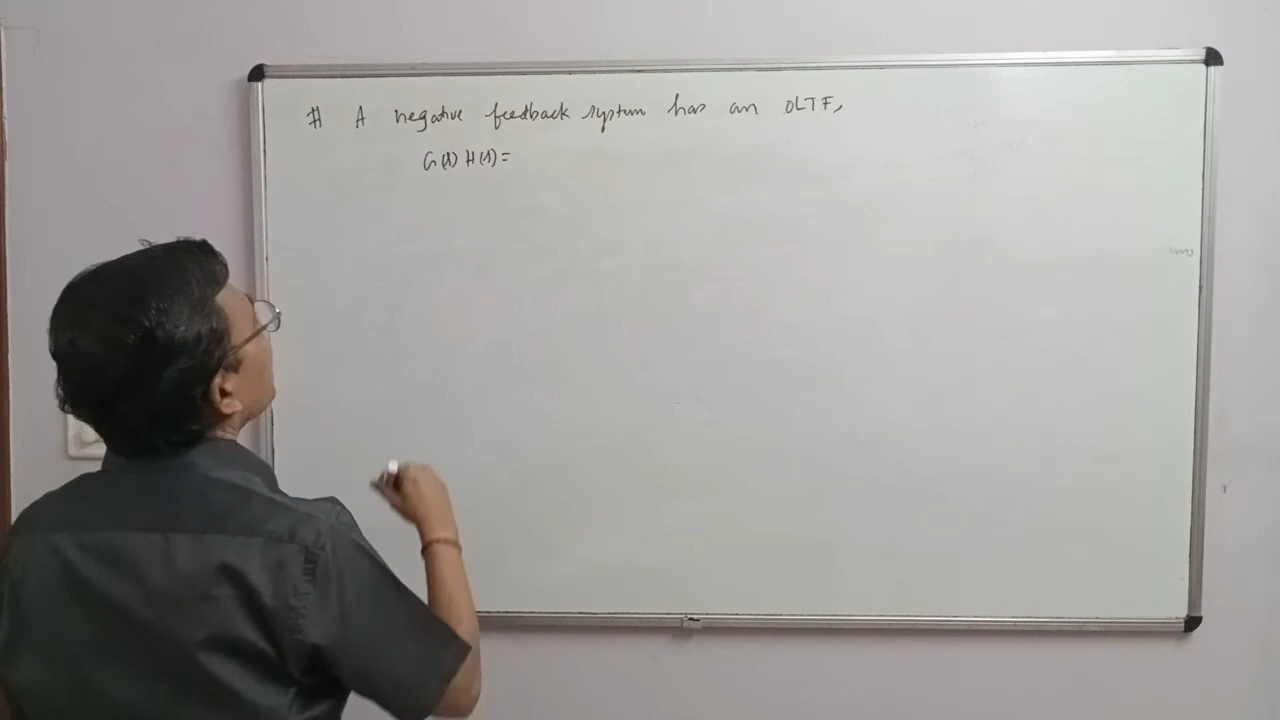 # A negative feedback system has an OLTF,
G(s) H(s) =